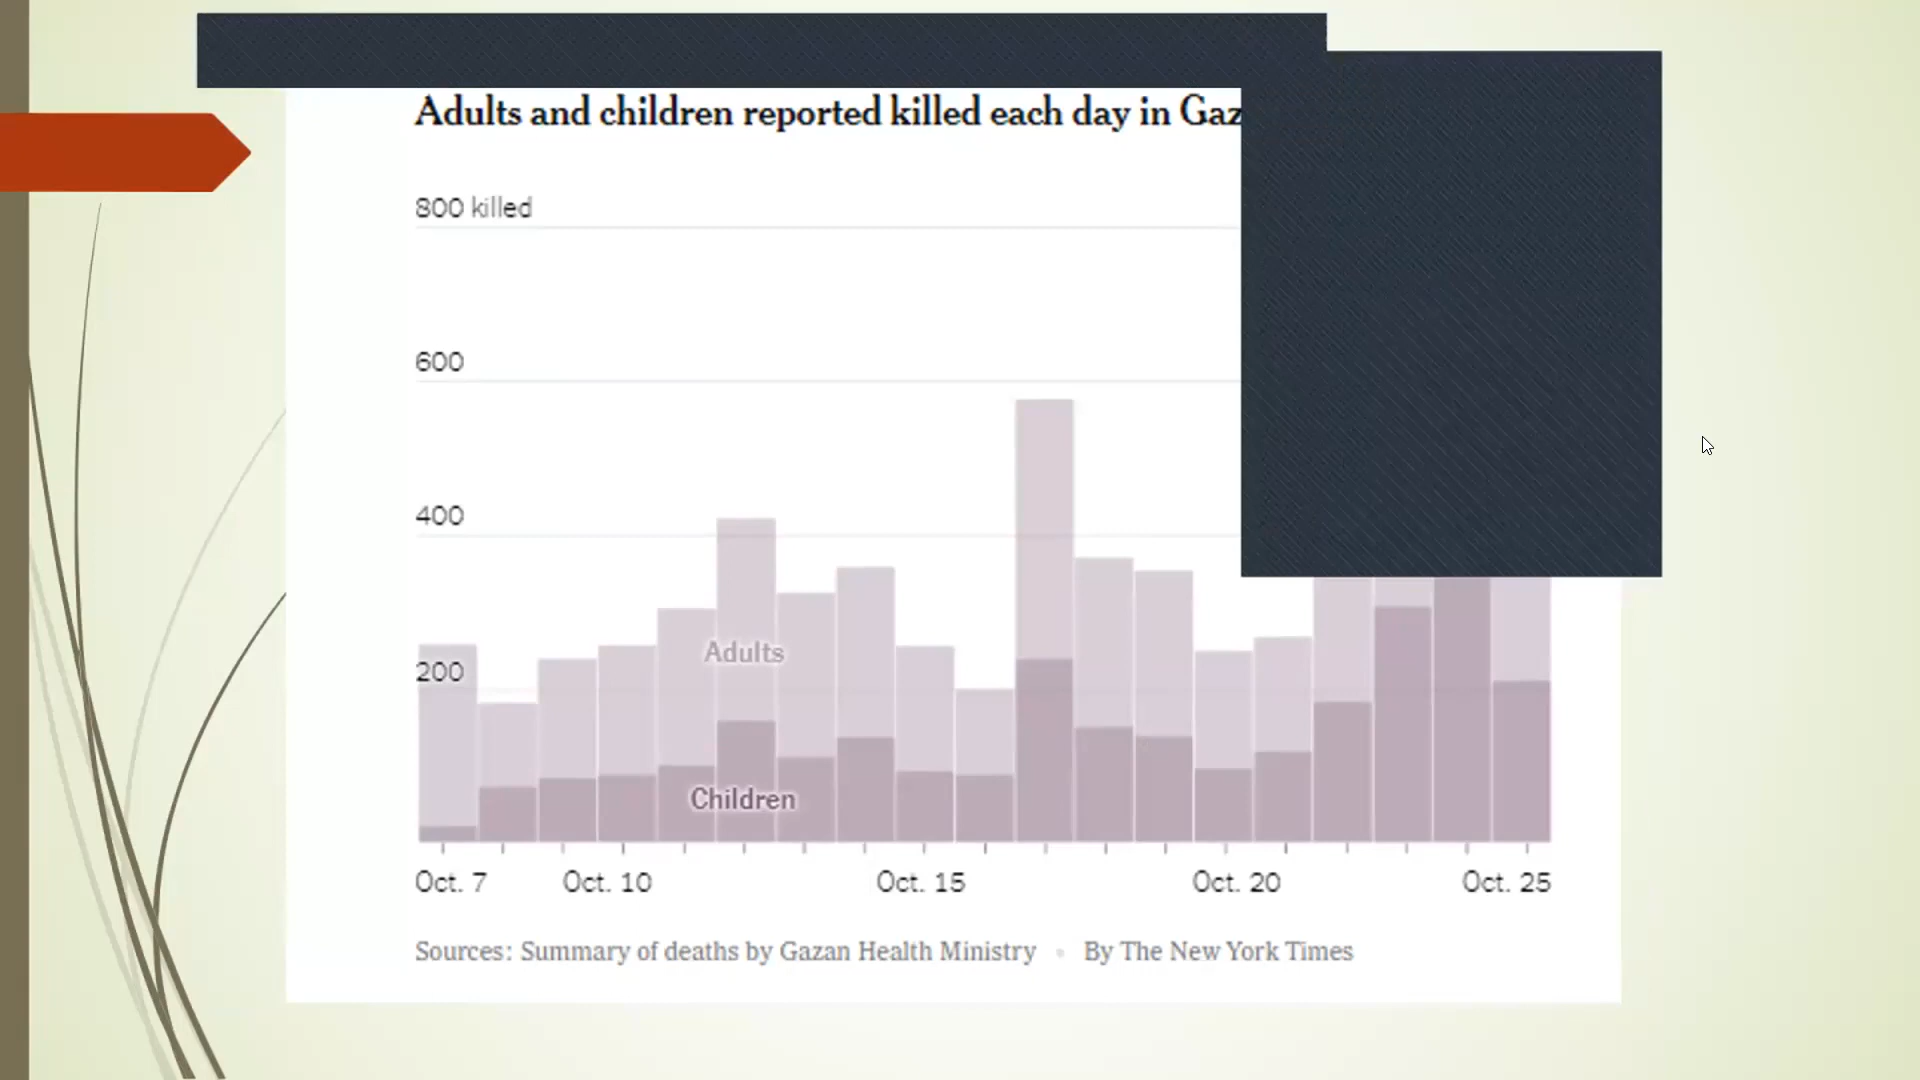 Adults and children reported killed each day in Gaz
800 killed
600
400
200
Adults
Children
Oct. 7 Oct. 10 Oct. 15 Oct. 20 Oct. 25
Sources: Summary of deaths by Gazan Health Ministry • By The New York Times